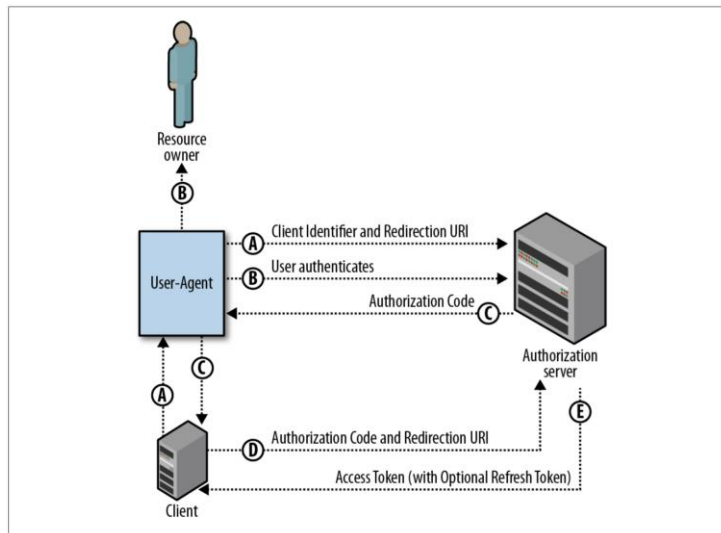 Resource
owner
B
A
Client Identifier and Redirection URI
User-Agent
B
User authenticates
Authorization Code
C
Authorization
server
A
C
E
D
Authorization Code and Redirection URI
Access Token (with Optional Refresh Token)
Client